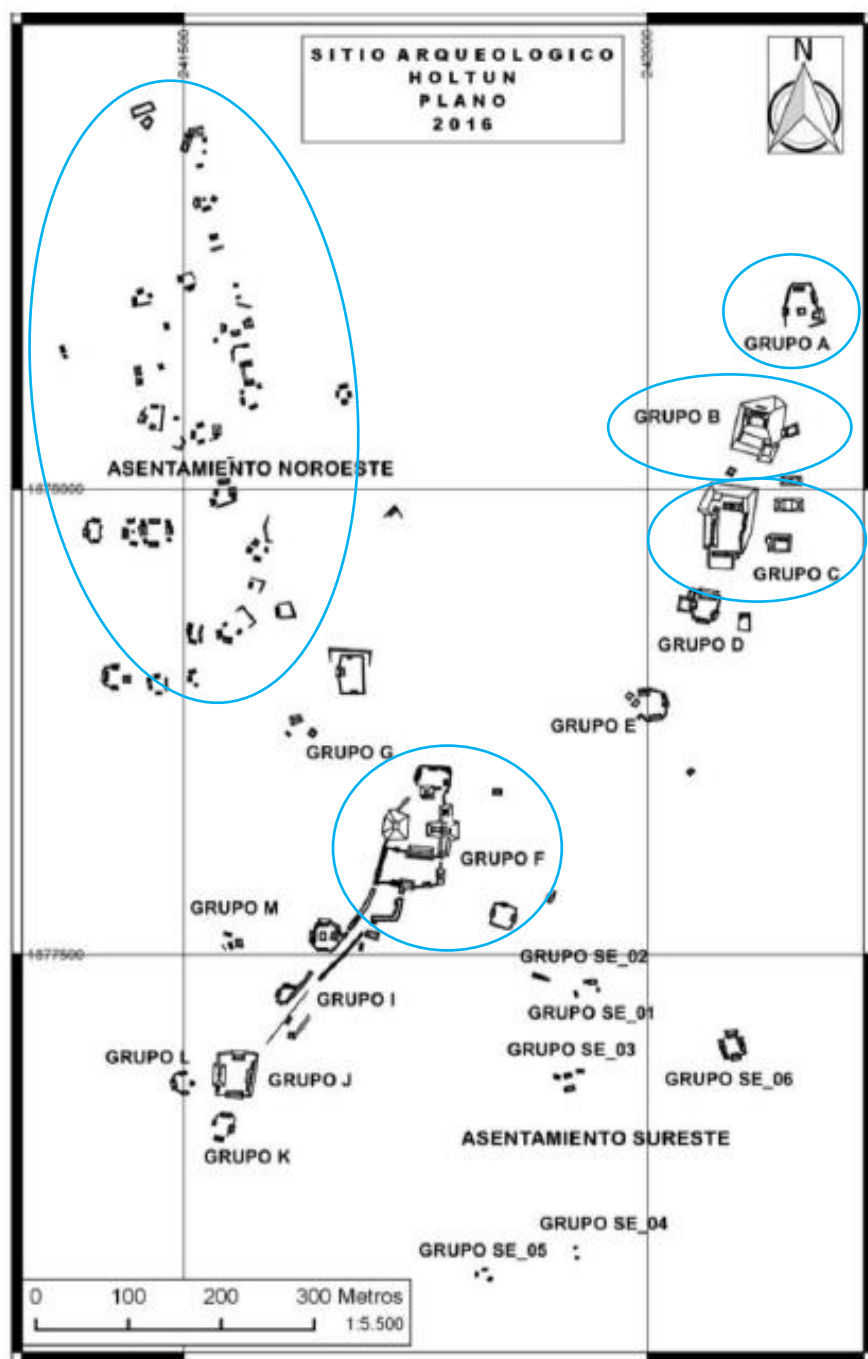 SITIO ARQUEOLOGICO
HOLTUN
PLANO
2016
N
241500
242000
GRUPO A
GRUPO B
ASENTAMIENTO NOROESTE
1878000
GRUPO C
GRUPO D
GRUPO E
GRUPO G
GRUPO F
GRUPO M
1877500
GRUPO SE_02
GRUPO I
GRUPO SE_01
GRUPO SE_03
GRUPO L
GRUPO J
GRUPO SE_06
ASENTAMIENTO SURESTE
GRUPO K
GRUPO SE_04
GRUPO SE_05
0 100 200 300 Metros
1:5.500